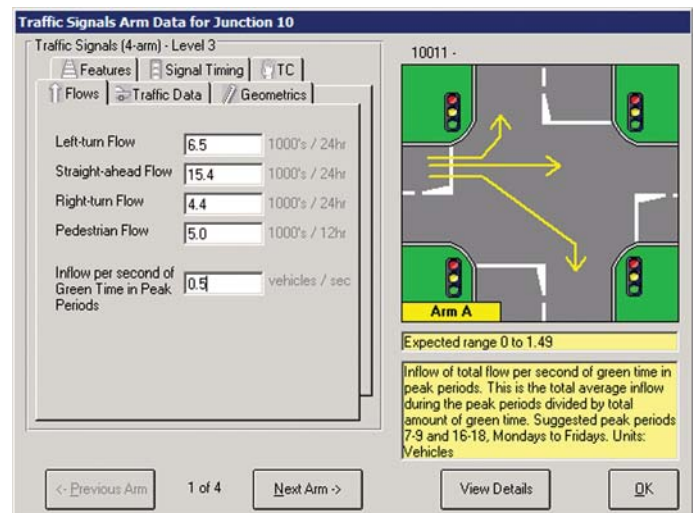 Traffic Signals Arm Data for Junction 10
Traffic Signals (4-arm) - Level 3
Features
Signal Timing
TC
Flows
Traffic Data
Geometrics
Left-turn Flow 6.5 1000's / 24hr
Straight-ahead Flow 15.4 1000's / 24hr
Right-turn Flow 4.4 1000's / 24hr
Pedestrian Flow 5.0 1000's / 12hr
Inflow per second of
Green Time in Peak
Periods
0.5 vehicles / sec
10011 -
Arm A
Expected range 0 to 1.49
Inflow of total flow per second of green time in
peak periods. This is the total average inflow
during the peak periods divided by total
amount of green time. Suggested peak periods
7-9 and 16-18, Mondays to Fridays. Units:
Vehicles
<- Previous Arm 1 of 4 Next Arm -> View Details OK